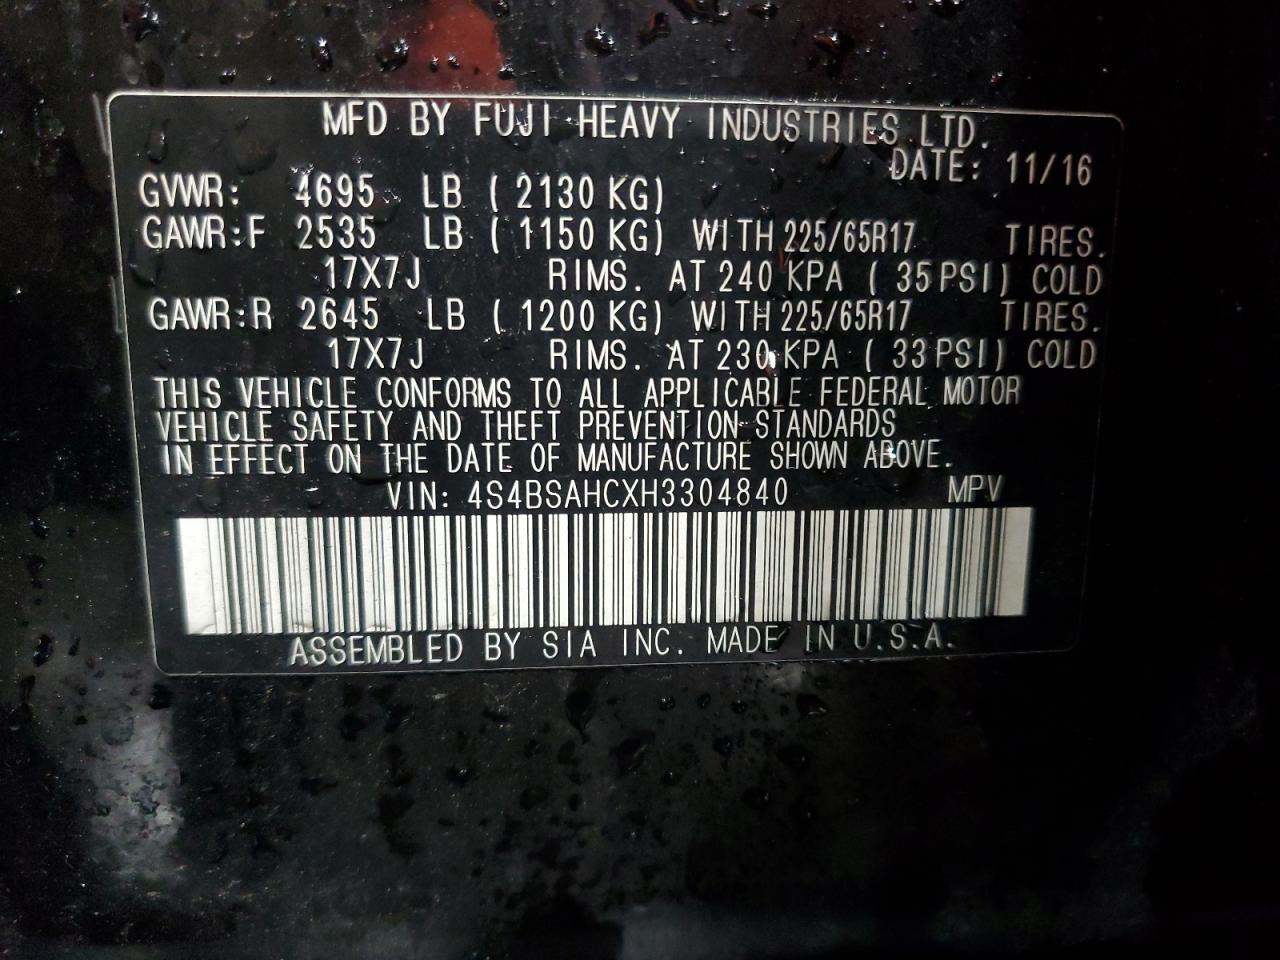 MFD BY FUJI HEAVY INDUSTRIES LTD.
DATE: 11/16
GVWR: 4695 LB ( 2130 KG)
GAWR:F 2535 LB ( 1150 KG) WITH 225/65R17 TIRES.
17X7J RIMS. AT 240 KPA ( 35 PSI) COLD
GAWR:R 2645 LB ( 1200 KG) WITH 225/65R17 TIRES.
17X7J RIMS. AT 230 KPA ( 33 PSI) COLD
THIS VEHICLE CONFORMS TO ALL APPLICABLE FEDERAL MOTOR
VEHICLE SAFETY AND THEFT PREVENTION STANDARDS
IN EFFECT ON THE DATE OF MANUFACTURE SHOWN ABOVE.
VIN: 4S4BSAHCXH3304840 MPV
ASSEMBLED BY SIA INC. MADE IN U.S.A.